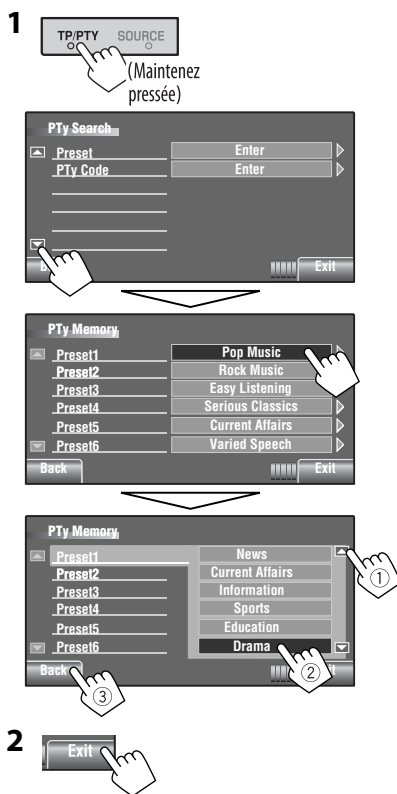 1
TP/PTY SOURCE
(Maintenez
pressée)
PTy Search
Preset Enter
PTy Code Enter
B Exit
PTy Memory
Preset1 Pop Music
Preset2 Rock Music
Preset3 Easy Listening
Preset4 Serious Classics
Preset5 Current Affairs
Preset6 Varied Speech
Back Exit
PTy Memory
Preset1 News
Preset2 Current Affairs
Preset3 Information
Preset4 Sports
Preset5 Education
Preset6 Drama
①
②
Back
③
2
Exit